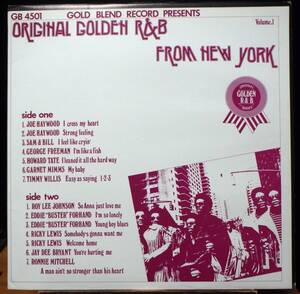 GB 4501 GOLD BLEND RECORD PRESENTS
Volume.1
ORIGINAL GOLDEN R&B
FROM NEW YORK
GOLDEN
R&B
side one
1. JOE HAYWOOD I cross my heart
2. JOE HAYWOOD Strong feeling
3. SAM & BILL I feel like cryin'
4. GEORGE FREEMAN I'm like a fish
5. HOWARD TATE I learned it all the hard way
6. GARNET MIMMS My baby
7. TIMMY WILLIS Easy as saying 1-2-3
side two
1. ROY LEE JOHNSON So Anna just love me
2. EDDIE "BUSTER" FOREHAND I'm so lonely
3. EDDIE "BUSTER" FOREHAND Young boy blues
4. RICKY LEWIS Somebody's gonna want me
5. RICKY LEWIS Welcome home
6. JAY DEE BRYANT You're hurting me
7. RONNIE MITCHELL
A man ain't no stronger than his heart